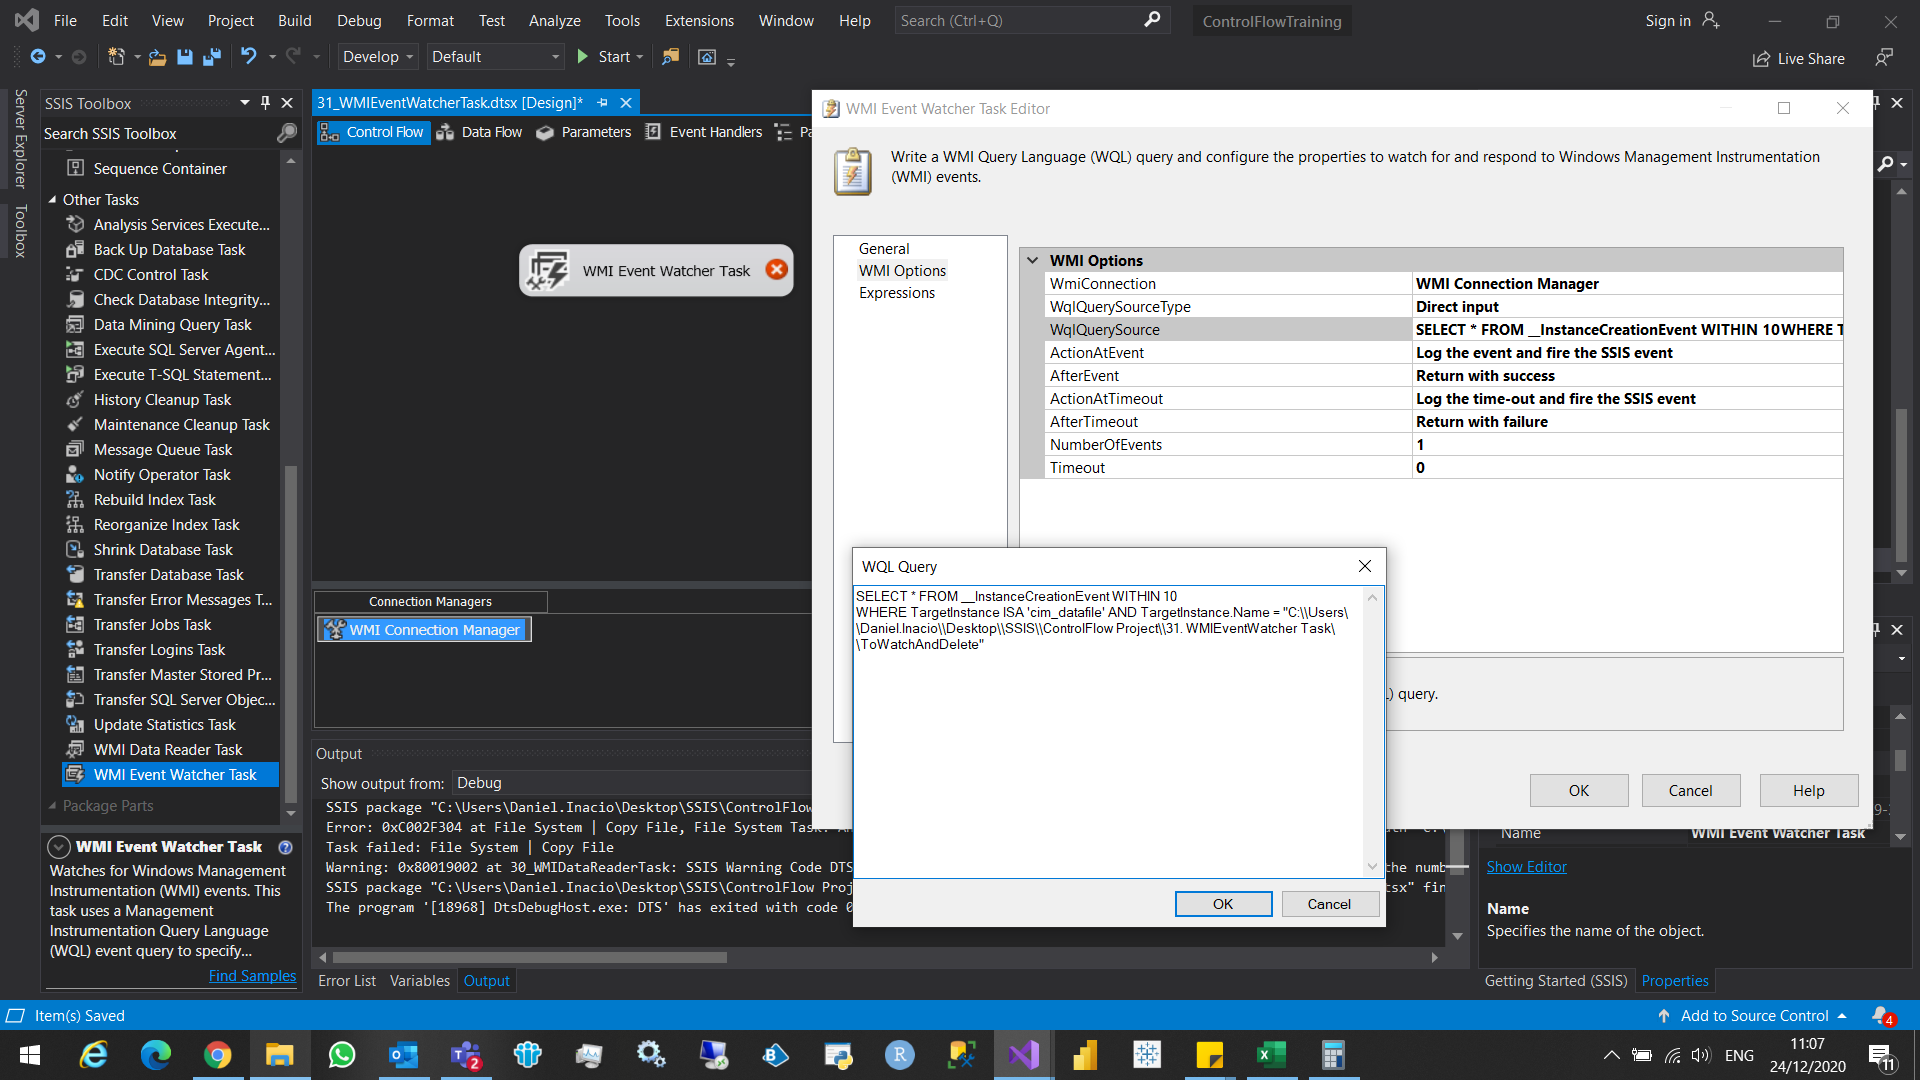 File Edit View Project Build Debug Format Test Analyze Tools Extensions Window Help Search (Ctrl+Q) ControlFlowTraining Sign in
Develop Default Start Live Share
Server Explorer
Toolbox
SSIS Toolbox
Search SSIS Toolbox
Sequence Container
Other Tasks
Analysis Services Execute...
Back Up Database Task
CDC Control Task
Check Database Integrity...
Data Mining Query Task
Execute SQL Server Agent...
Execute T-SQL Statement...
History Cleanup Task
Maintenance Cleanup Task
Message Queue Task
Notify Operator Task
Rebuild Index Task
Reorganize Index Task
Shrink Database Task
Transfer Database Task
Transfer Error Messages T...
Transfer Jobs Task
Transfer Logins Task
Transfer Master Stored Pr...
Transfer SQL Server Objec...
Update Statistics Task
WMI Data Reader Task
WMI Event Watcher Task
Package Parts
WMI Event Watcher Task
Watches for Windows Management
Instrumentation (WMI) events. This
task uses a Management
Instrumentation Query Language
(WQL) event query to specify...
Find Samples
31_WMIEventWatcherTask.dtsx [Design]*
Control Flow Data Flow Parameters Event Handlers Pa
WMI Event Watcher Task
Connection Managers
WMI Connection Manager
Output
Show output from: Debug
SSIS package "C:\Users\Daniel.Inacio\Desktop\SSIS\ControlFlow
Error: 0xC002F304 at File System | Copy File, File System Task: An
Task failed: File System | Copy File
Warning: 0x80019002 at 30_WMIDataReaderTask: SSIS Warning Code DTS the numb
SSIS package "C:\Users\Daniel.Inacio\Desktop\SSIS\ControlFlow Proj tsx" fin
The program '[18968] DtsDebugHost.exe: DTS' has exited with code 0
Error List Variables Output
WMI Event Watcher Task Editor
Write a WMI Query Language (WQL) query and configure the properties to watch for and respond to Windows Management Instrumentation
(WMI) events.
General
WMI Options
Expressions
WMI Options
WmiConnection WMI Connection Manager
WqlQuerySourceType Direct input
WqlQuerySource SELECT * FROM __InstanceCreationEvent WITHIN 10WHERE T
ActionAtEvent Log the event and fire the SSIS event
AfterEvent Return with success
ActionAtTimeout Log the time-out and fire the SSIS event
AfterTimeout Return with failure
NumberOfEvents 1
Timeout 0
) query.
OK Cancel Help
WQL Query
SELECT * FROM __InstanceCreationEvent WITHIN 10
WHERE TargetInstance ISA 'cim_datafile' AND TargetInstance.Name = "C:\\Users\
\Daniel.Inacio\\Desktop\\SSIS\\ControlFlow Project\\31. WMIEventWatcher Task\
\ToWatchAndDelete"
OK Cancel
Name WMI Event Watcher Task
Show Editor
Name
Specifies the name of the object.
Getting Started (SSIS) Properties
Item(s) Saved Add to Source Control 4
2 ENG 11:07
24/12/2020 11